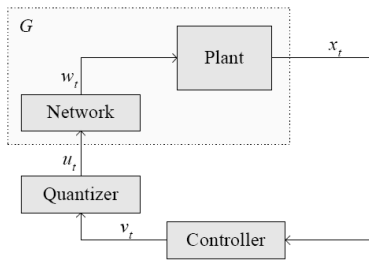 G
Plant
x_t
w_t
Network
u_t
Quantizer
v_t
Controller